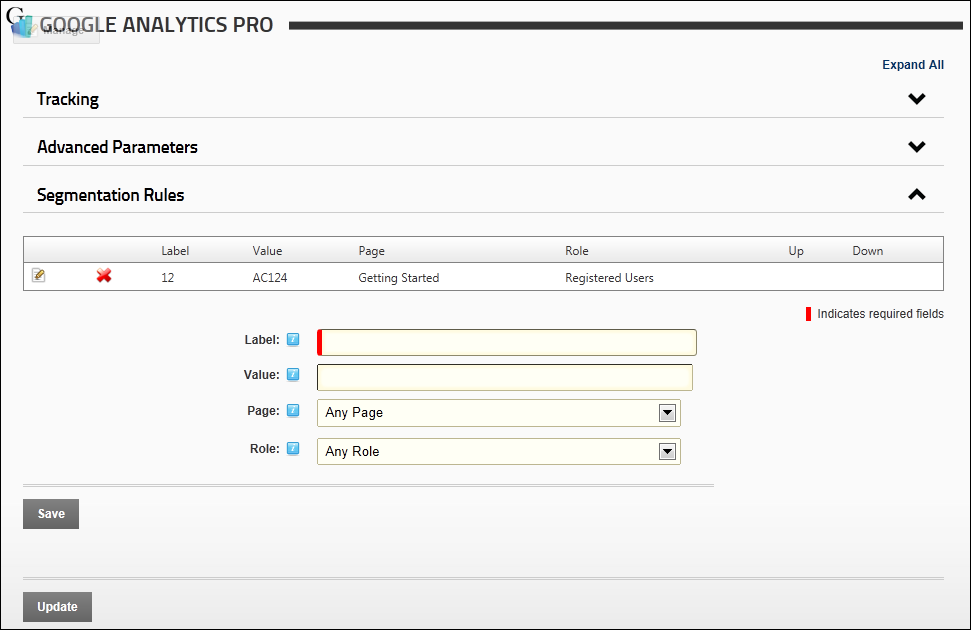 GOOGLE ANALYTICS PRO
Manage
Expand All
Tracking
Advanced Parameters
Segmentation Rules
Label Value Page Role Up Down
12 AC124 Getting Started Registered Users
Indicates required fields
Label:
Value:
Page: Any Page
Role: Any Role
Save
Update